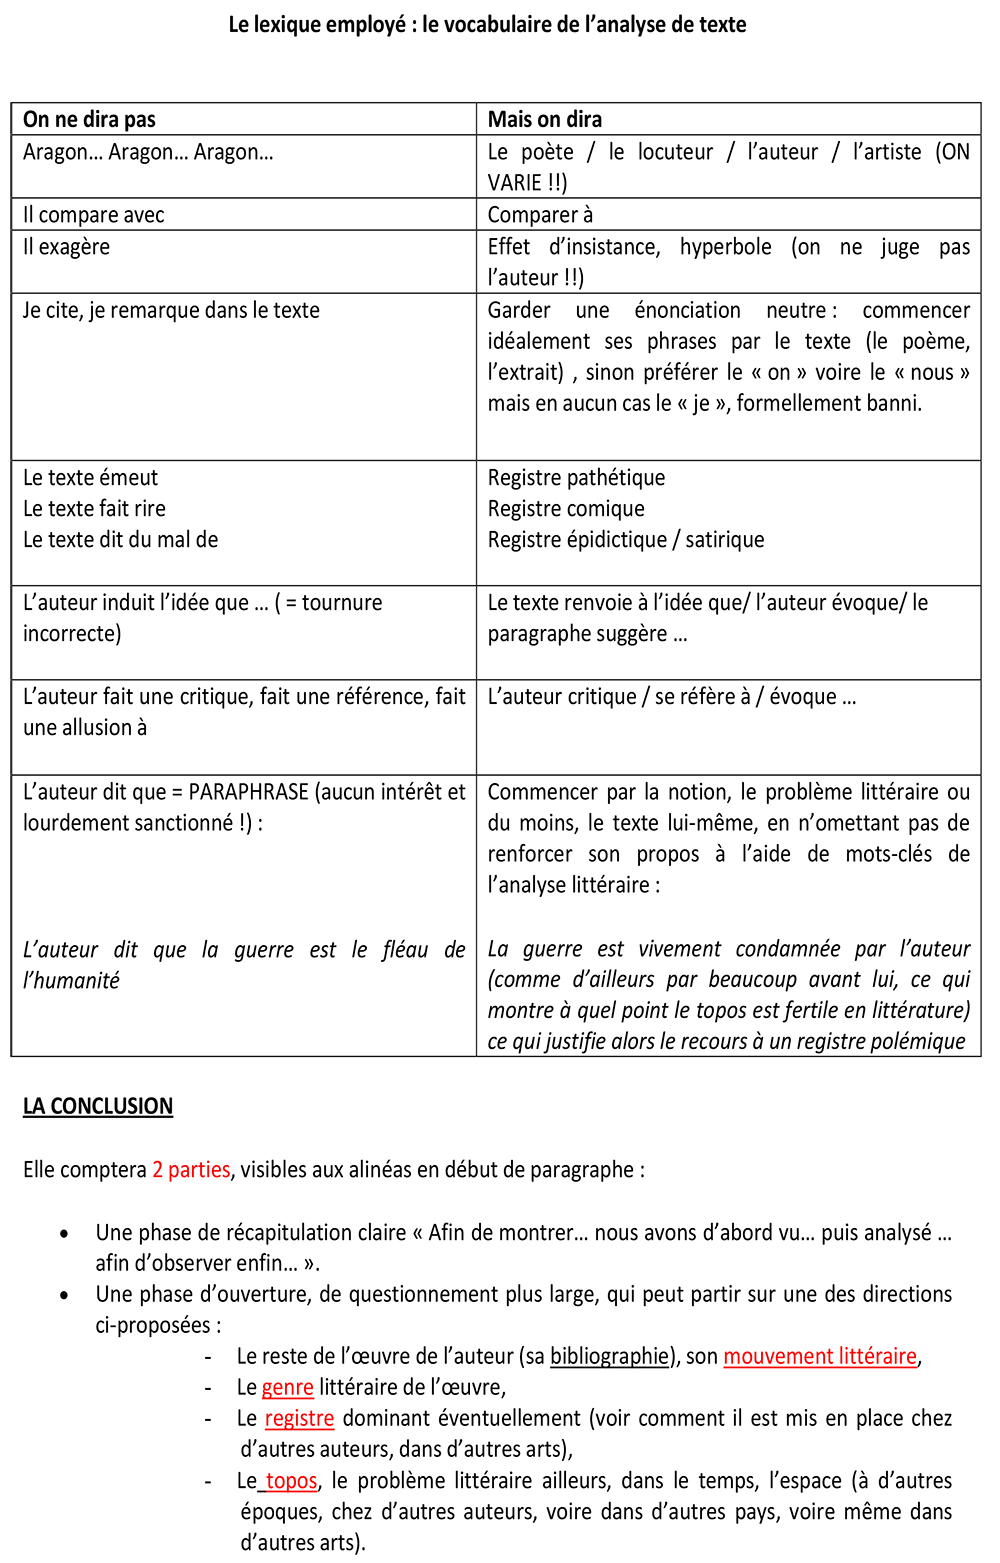 Le lexique employé : le vocabulaire de l’analyse de texte
On ne dira pas
Mais on dira
Aragon… Aragon… Aragon…
Le poète / le locuteur / l’auteur / l’artiste (ON
VARIE !!)
Il compare avec
Comparer à
Il exagère
Effet d’insistance, hyperbole (on ne juge pas
l’auteur !!)
Je cite, je remarque dans le texte
Garder une énonciation neutre : commencer
idéalement ses phrases par le texte (le poème,
l’extrait) , sinon préférer le « on » voire le « nous »
mais en aucun cas le « je », formellement banni.
Le texte émeut
Le texte fait rire
Le texte dit du mal de
Registre pathétique
Registre comique
Registre épidictique / satirique
L’auteur induit l’idée que … ( = tournure
incorrecte)
Le texte renvoie à l’idée que/ l’auteur évoque/ le
paragraphe suggère …
L’auteur fait une critique, fait une référence, fait
une allusion à
L’auteur critique / se réfère à / évoque …
L’auteur dit que = PARAPHRASE (aucun intérêt et
lourdement sanctionné !) :
L’auteur dit que la guerre est le fléau de
l’humanité
Commencer par la notion, le problème littéraire ou
du moins, le texte lui-même, en n’omettant pas de
renforcer son propos à l’aide de mots-clés de
l’analyse littéraire :
La guerre est vivement condamnée par l’auteur
(comme d’ailleurs par beaucoup avant lui, ce qui
montre à quel point le topos est fertile en littérature)
ce qui justifie alors le recours à un registre polémique
LA CONCLUSION
Elle comptera 2 parties, visibles aux alinéas en début de paragraphe :
• Une phase de récapitulation claire « Afin de montrer… nous avons d’abord vu… puis analysé …
afin d’observer enfin… ».
• Une phase d’ouverture, de questionnement plus large, qui peut partir sur une des directions
ci-proposées :
- Le reste de l’œuvre de l’auteur (sa bibliographie), son mouvement littéraire,
- Le genre littéraire de l’œuvre,
- Le registre dominant éventuellement (voir comment il est mis en place chez
d’autres auteurs, dans d’autres arts),
- Le topos, le problème littéraire ailleurs, dans le temps, l’espace (à d’autres
époques, chez d’autres auteurs, voire dans d’autres pays, voire même dans
d’autres arts).